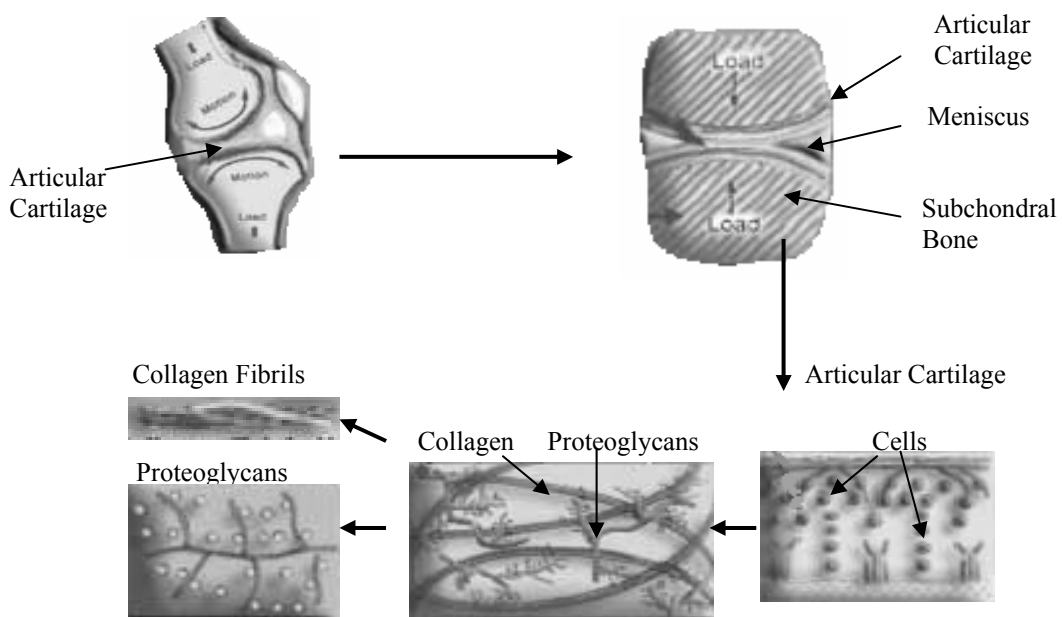 Load
Motion
Motion
Load
Articular
Cartilage
Load
Load
Articular
Cartilage
Meniscus
Subchondral
Bone
Articular Cartilage
Collagen Fibrils
Proteoglycans
Collagen
Proteoglycans
Cells